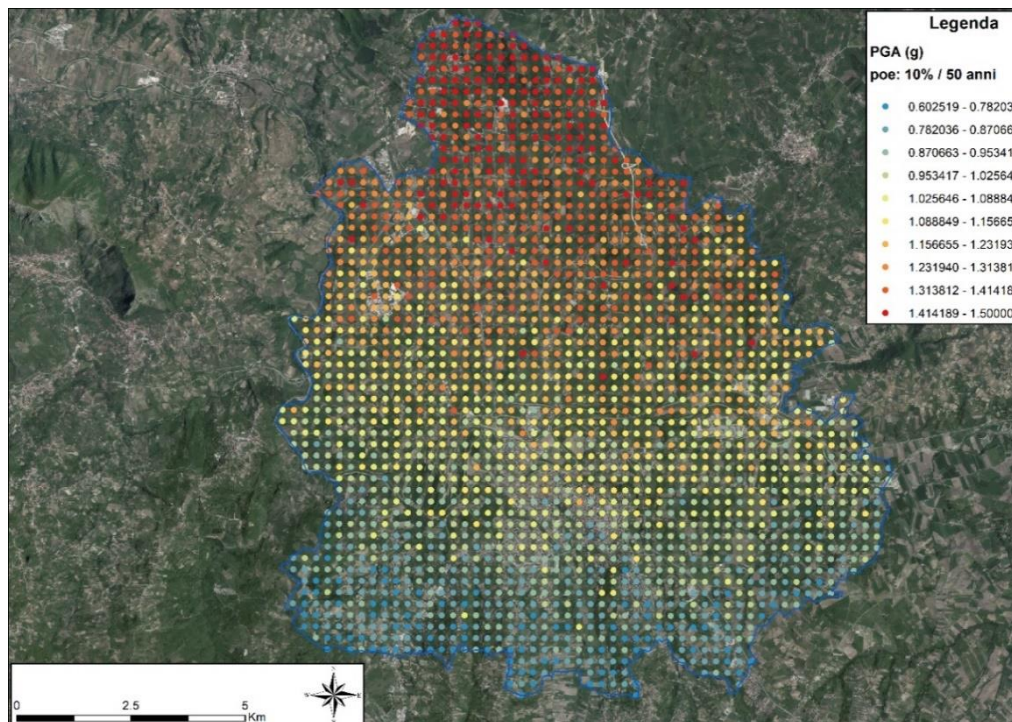 Legenda
PGA (g)
poe: 10% / 50 anni
0.602519 - 0.78203
0.782036 - 0.87066
0.870663 - 0.95341
0.953417 - 1.02564
1.025646 - 1.08884
1.088849 - 1.15665
1.156655 - 1.23193
1.231940 - 1.31381
1.313812 - 1.41418
1.414189 - 1.50000
0 2.5 5
Km